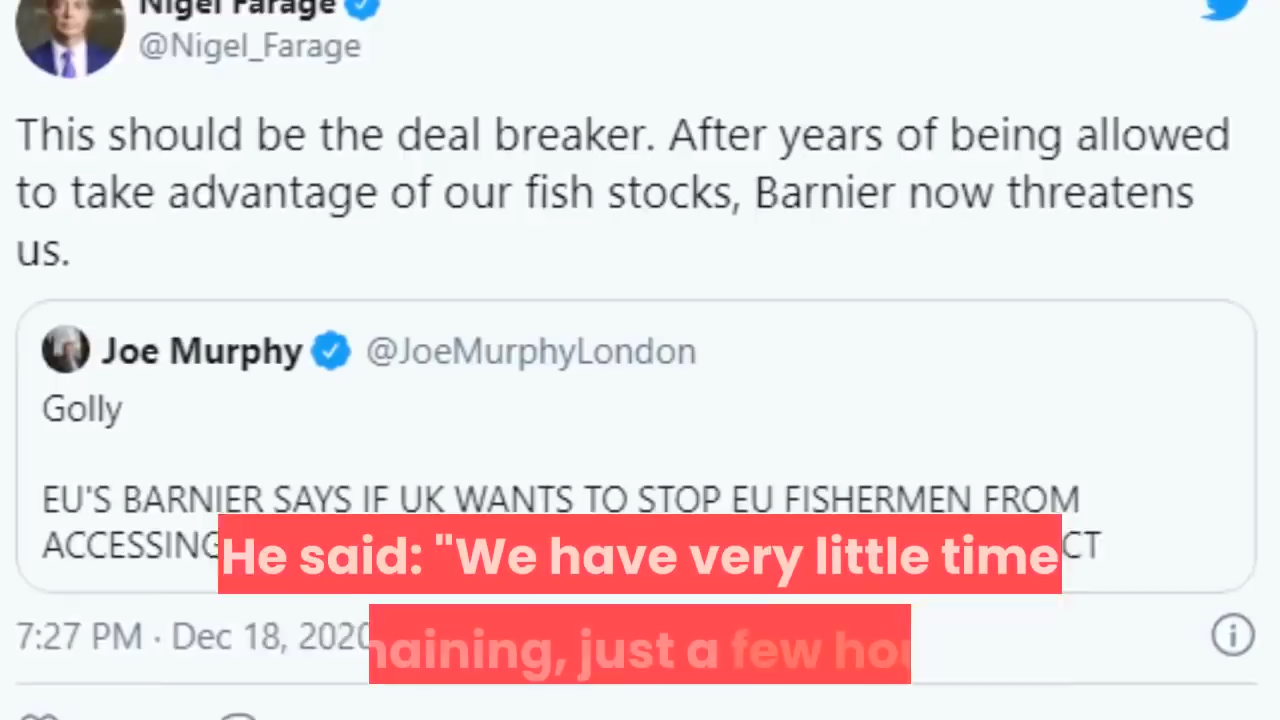 Nigel Farage
@Nigel_Farage
This should be the deal breaker. After years of being allowed
to take advantage of our fish stocks, Barnier now threatens
us.
Joe Murphy @JoeMurphyLondon
Golly
EU'S BARNIER SAYS IF UK WANTS TO STOP EU FISHERMEN FROM
ACCESSING
He said: "We have very little time
just a few
7:27 PM · Dec 18, 2020